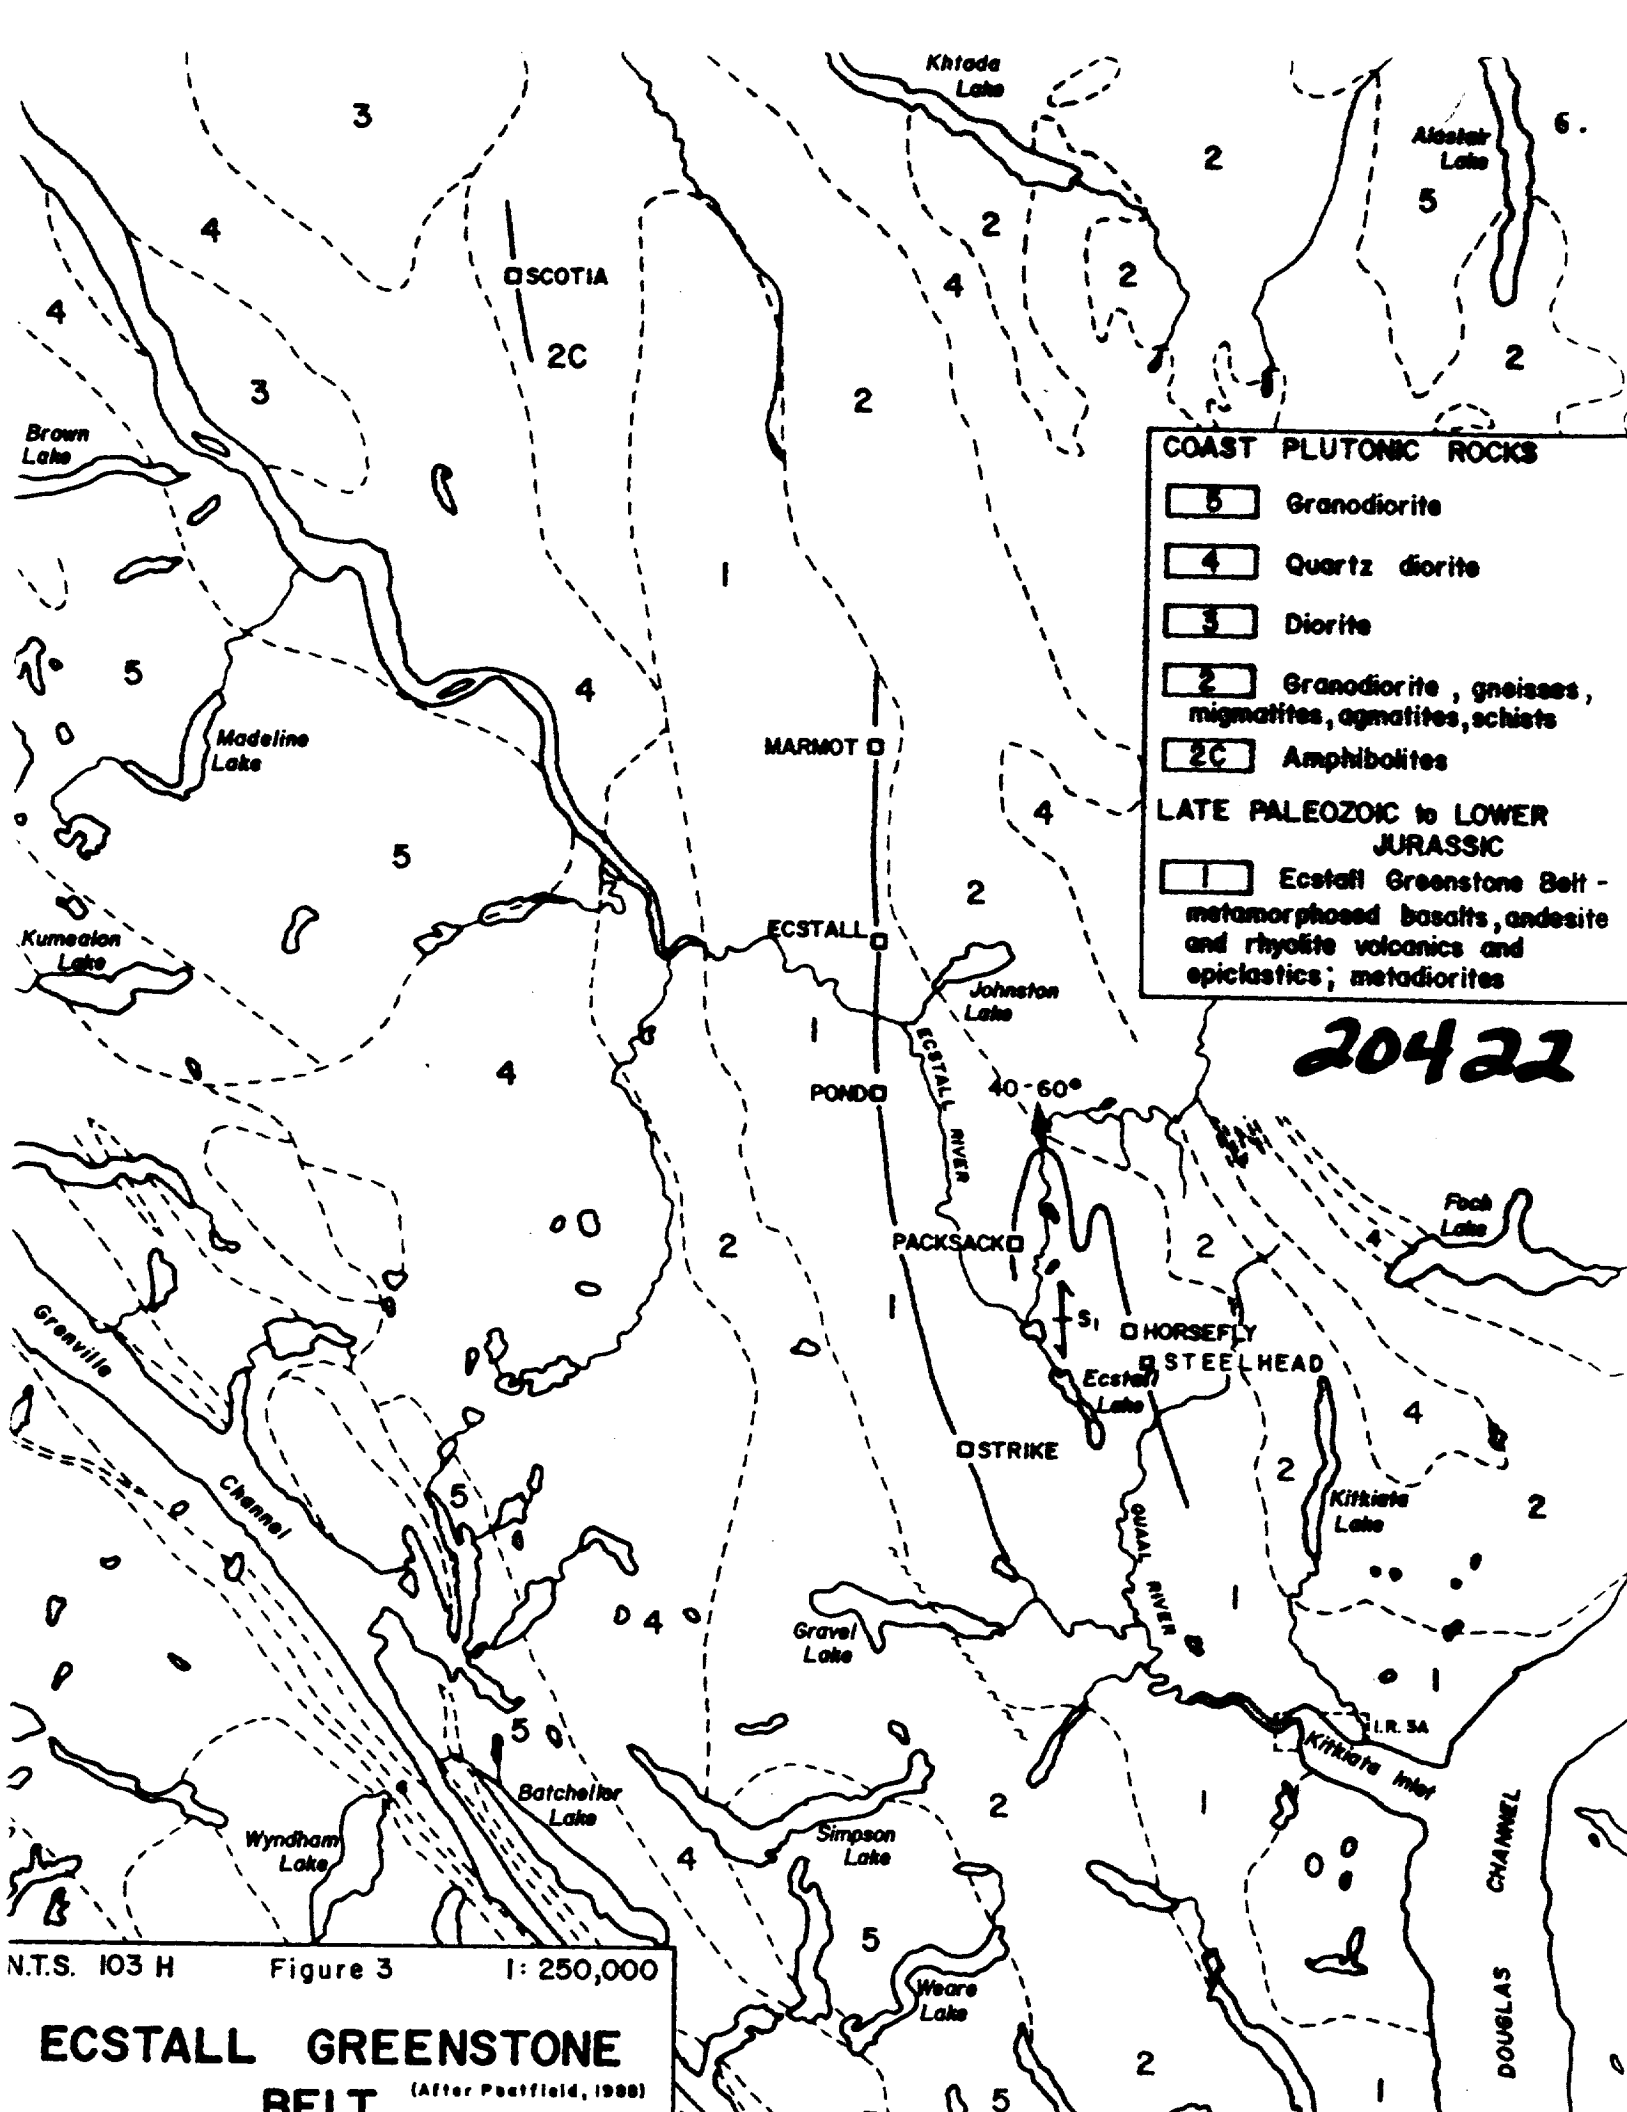 Khtada
Lake
3
6.
Alastair
Lake
2
5
4
2
SCOTIA
2
4
4
2C
2
3
2
Brown
Lake
COAST PLUTONIC ROCKS
5 Granodiorite
4 Quartz diorite
3 Diorite
2 Granodiorite, gneisses,
migmatites, agmatites, schists
2C Amphibolites
LATE PALEOZOIC to LOWER
JURASSIC
1 Ecstall Greenstone Belt -
metamorphosed basalts, andesite
and rhyolite volcanics and
epiclastics; metadiorites
1
5
4
Madeline
Lake
MARMOT
4
5
2
Kumealon
Lake
ECSTALL
Johnston
Lake
1
20422
4
ECSTALL RIVER
POND
40-60°
Foch
Lake
4
2
PACKSACK
2
1
S1
HORSEFLY
STEELHEAD
Grenville
Channel
Ecstall
Lake
4
STRIKE
2
5
Kitkiata
Lake
2
QUAAL RIVER
1
4
Gravel
Lake
1
5
I.R. 3A
Kitkiata Inlet
Batchellor
Lake
2
1
Wyndham
Lake
Simpson
Lake
4
CHANNEL
DOUGLAS
5
Weare
Lake
N.T.S. 103 H Figure 3 1: 250,000
ECSTALL GREENSTONE
BELT (After Peatfield, 1988)
2
5
1